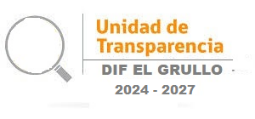 Unidad de
Transparencia
DIF EL GRULLO
2024 - 2027